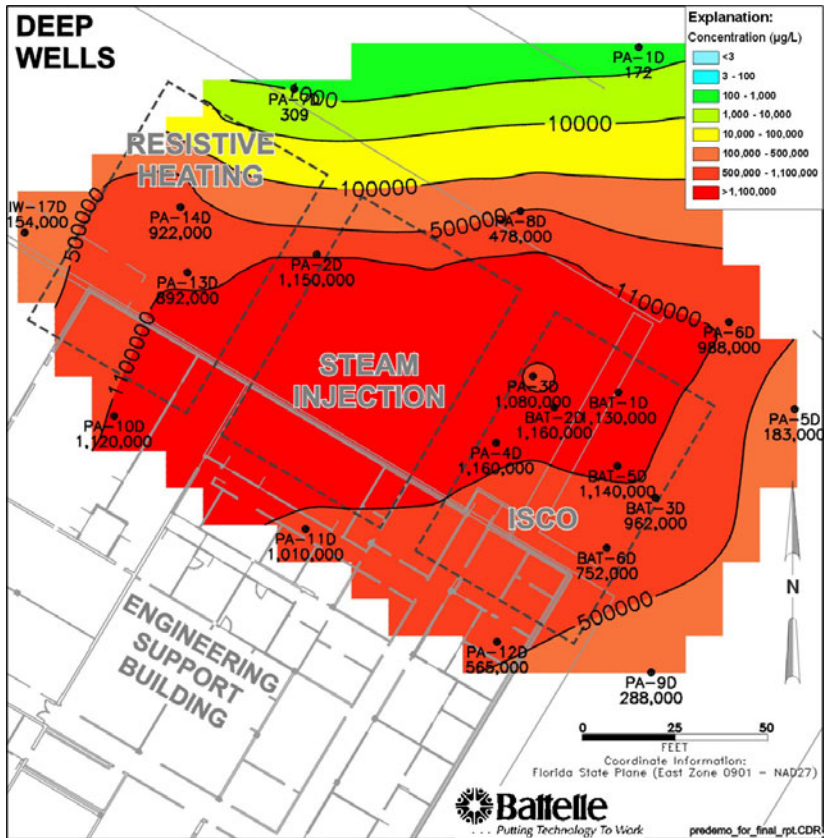 DEEP
WELLS
Explanation:
Concentration (µg/L)
<3
3 - 100
100 - 1,000
1,000 - 10,000
10,000 - 100,000
100,000 - 500,000
500,000 - 1,100,000
>1,100,000
PA-1D
172
1000
PA-7D
309
10000
RESISTIVE
HEATING
100000
IW-17D
154,000
PA-14D
922,000
500000
PA-8D
478,000
500000
PA-13D
892,000
PA-2D
1,150,000
1100000
PA-6D
988,000
1100000
STEAM
INJECTION
PA-3D
1,080,000
BAT-1D
1,130,000
BAT-2D
1,160,000
PA-5D
183,000
PA-10D
1,120,000
PA-4D
1,160,000
BAT-5D
1,140,000
BAT-3D
962,000
ISCO
PA-11D
1,010,000
BAT-6D
752,000
N
500000
ENGINEERING
SUPPORT
BUILDING
PA-12D
565,000
PA-9D
288,000
0 25 50
FEET
Coordinate Information:
Florida State Plane (East Zone 0901 - NAD27)
Battelle
. . . Putting Technology To Work
predemo_for_final_rpt.CDR